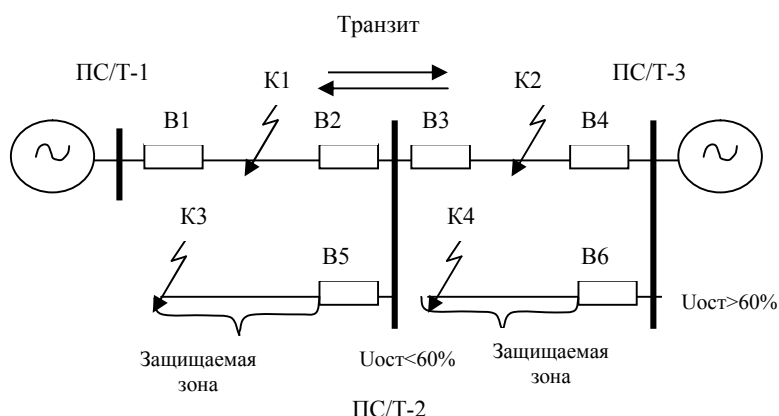 Транзит
ПС/Т-1
К1
К2
ПС/Т-3
В1
В2
В3
В4
К3
К4
В5
В6
Uост>60%
Защищаемая
зона
Uост<60%
Защищаемая
зона
ПС/Т-2